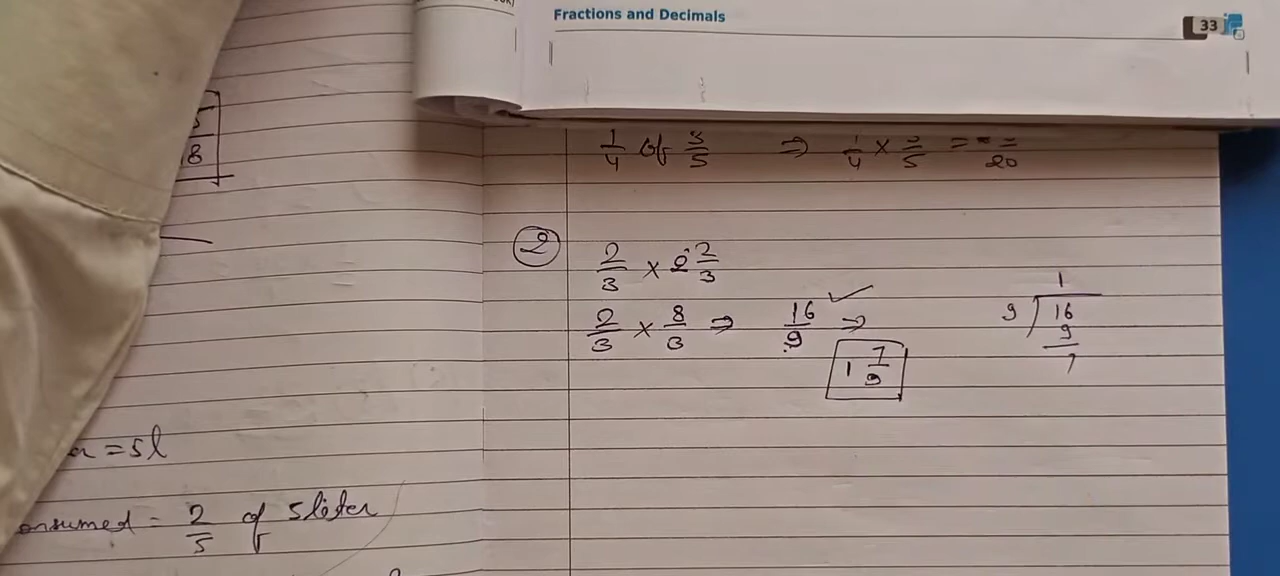 Fractions and Decimals 33
5
18
1/4 of 3/5 ⇒ 1/4 × /5 = /20
② 2/3 × 2 2/3
2/3 × 8/3 ⇒ 16/9 ✓ ⇒
1 7/9
1
9 16
9
7
= 5l
onsumed = 2/5 of 5 liter